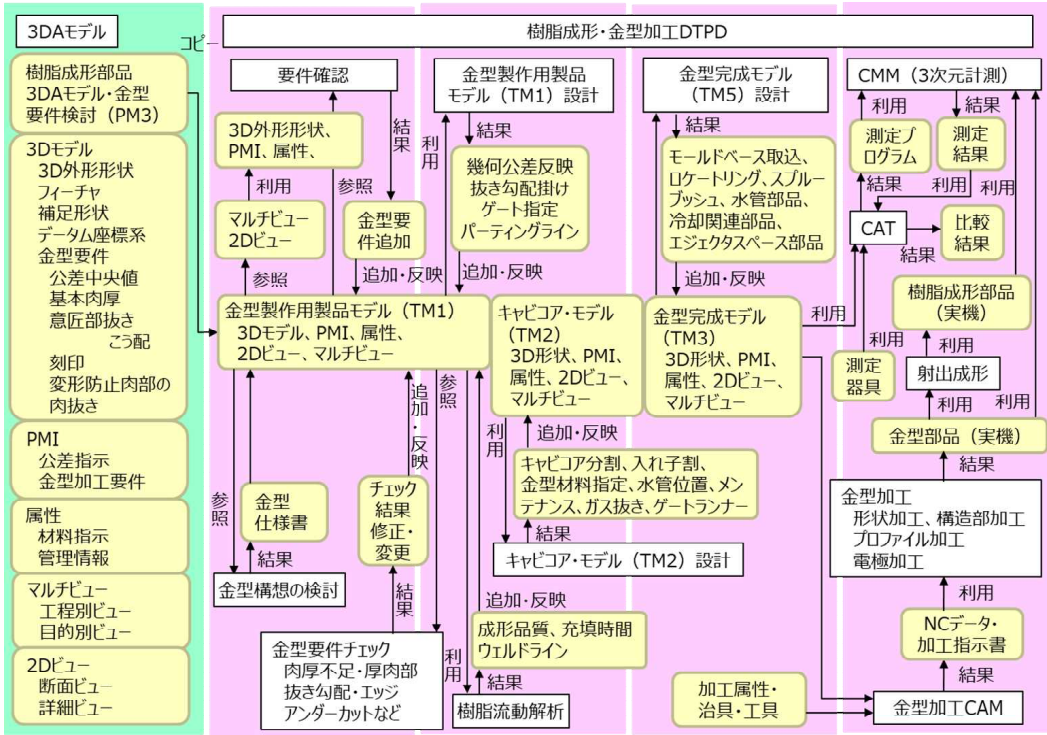 3DAモデル
コピー
樹脂成形・金型加工DTPD
樹脂成形部品
3DAモデル・金型
要件検討（PM3）
3Dモデル
3D外形形状
フィーチャ
補足形状
データム座標系
金型要件
公差中央値
基本肉厚
意匠部抜き
こう配
刻印
変形防止肉部の
肉抜き
PMI
公差指示
金型加工要件
属性
材料指示
管理情報
マルチビュー
工程別ビュー
目的別ビュー
2Dビュー
断面ビュー
詳細ビュー
要件確認
3D外形形状、
PMI、属性、
結果
利用
マルチビュー
2Dビュー
参照
参照
金型要
件追加
追加・反映
金型製作用製品モデル（TM1）
3Dモデル、PMI、属性、
2Dビュー、マルチビュー
参照
金型
仕様書
結果
金型構想の検討
追加・反映
チェック
結果
修正・
変更
結果
参照
金型要件チェック
肉厚不足・厚肉部
抜き勾配・エッジ
アンダーカットなど
金型製作用製品
モデル（TM1）設計
利用
結果
幾何公差反映
抜き勾配掛け
ゲート指定
パーティングライン
追加・反映
キャビコア・モデル
（TM2）
3D形状、PMI、
属性、2Dビュー、
マルチビュー
利用
追加・反映
キャビコア分割、入れ子割、
金型材料指定、水管位置、メン
テナンス、ガス抜き、ゲートランナー
結果
キャビコア・モデル（TM2）設計
追加・反映
成形品質、充填時間
ウェルドライン
利用
結果
樹脂流動解析
金型完成モデル
（TM5）設計
結果
モールドベース取込、
ロケートリング、スプルー
ブッシュ、水管部品、
冷却関連部品、
エジェクタスペース部品
追加・反映
金型完成モデル
（TM3）
3D形状、PMI、
属性、2Dビュー、
マルチビュー
利用
加工属性・
治具・工具
CMM（3次元計測）
利用
結果
測定プ
ログラム
測定
結果
結果
利用
利用
CAT
結果
比較
結果
樹脂成形部品
（実機）
利用
測定
器具
利用
射出成形
利用
利用
金型部品（実機）
結果
金型加工
形状加工、構造部加工
プロファイル加工
電極加工
利用
NCデータ・
加工指示書
結果
金型加工CAM